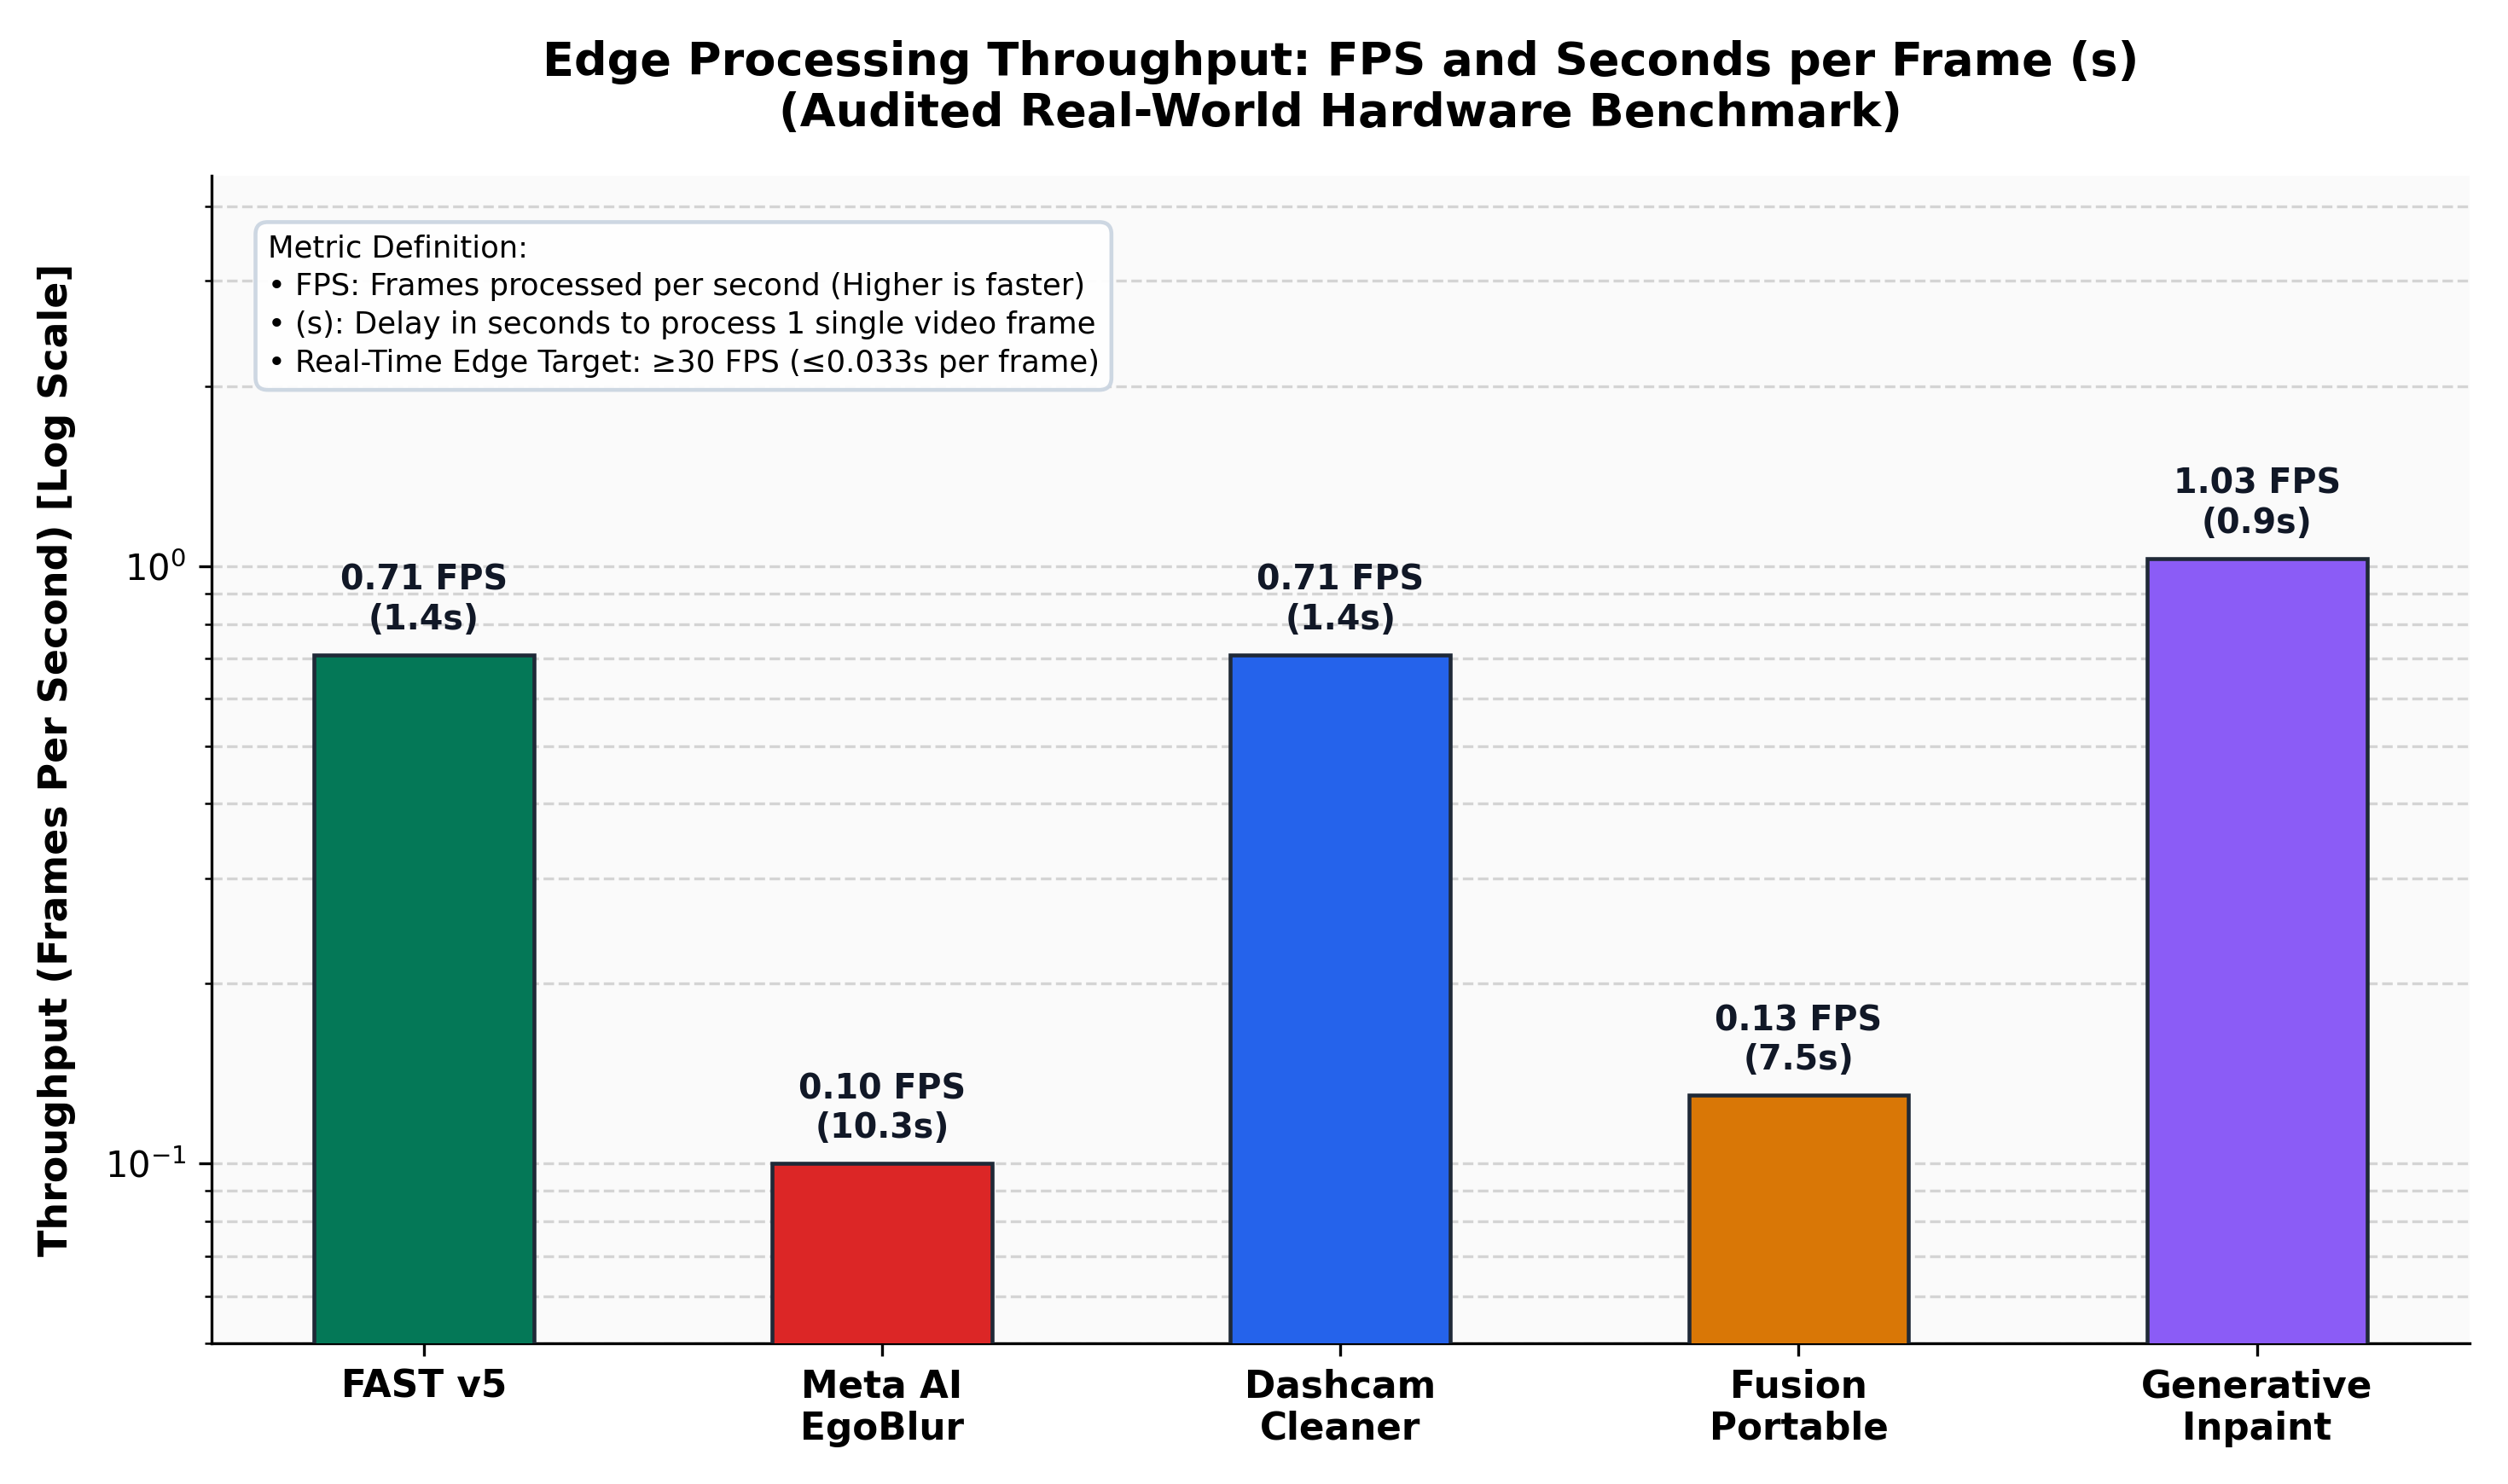 Edge Processing Throughput: FPS and Seconds per Frame (s)
(Audited Real-World Hardware Benchmark)
Throughput (Frames Per Second) [Log Scale]
Metric Definition:
• FPS: Frames processed per second (Higher is faster)
• (s): Delay in seconds to process 1 single video frame
• Real-Time Edge Target: ≥30 FPS (≤0.033s per frame)
10⁰
10⁻¹
0.71 FPS
(1.4s)
0.10 FPS
(10.3s)
0.71 FPS
(1.4s)
0.13 FPS
(7.5s)
1.03 FPS
(0.9s)
FAST v5
Meta AI
EgoBlur
Dashcam
Cleaner
Fusion
Portable
Generative
Inpaint